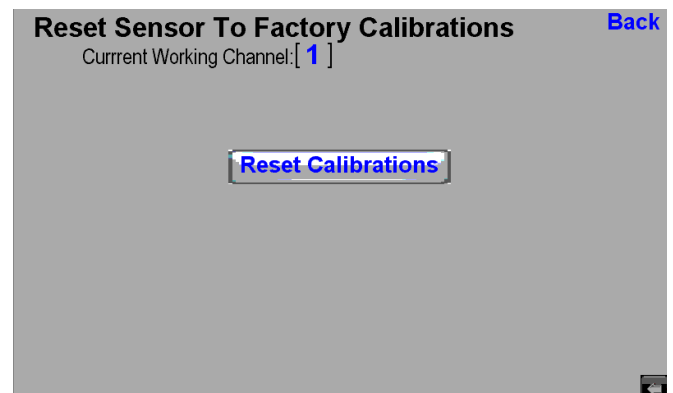 Reset Sensor To Factory Calibrations
Back
Currrent Working Channel:[ 1 ]
Reset Calibrations